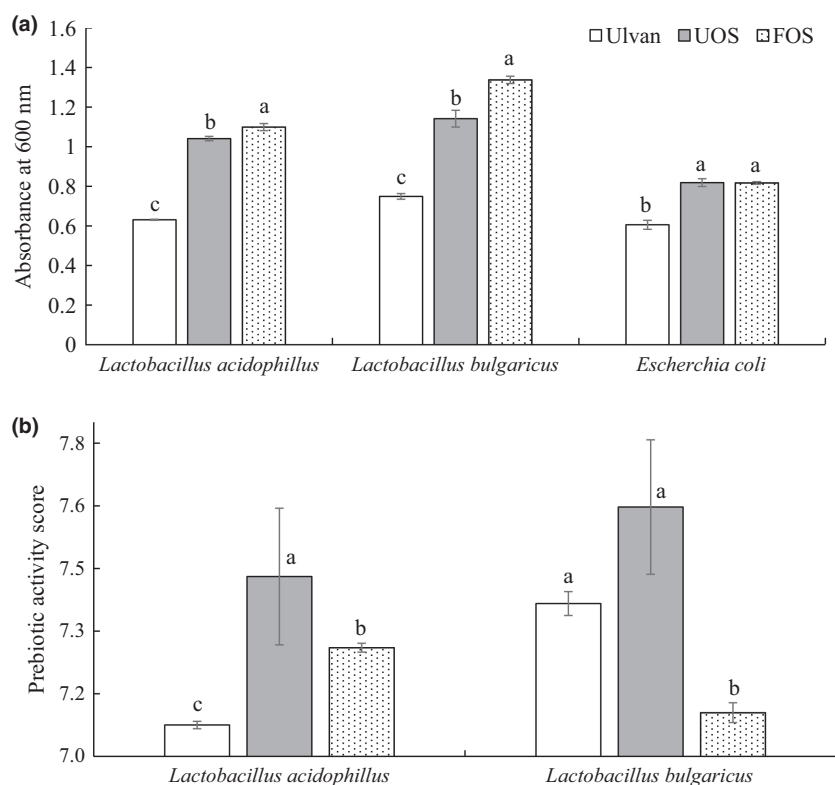 (a)
1.6
1.4
1.2
1
0.8
0.6
0.4
0.2
0
Absorbance at 600 nm
Ulvan UOS FOS
c b a
c b a
b a a
Lactobacillus acidophillus Lactobacillus bulgaricus Escherchia coli
(b)
7.8
7.6
7.5
7.3
7.2
7.0
Prebiotic activity score
c a b
a a b
Lactobacillus acidophillus Lactobacillus bulgaricus